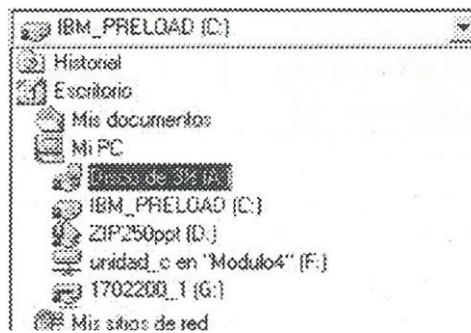 IBM_PRELOAD (C:)
Historial
Escritorio
Mis documentos
Mi PC
Disco de 3½ (A:)
IBM_PRELOAD (C:)
ZIP250ppt (D:)
unidad_c en "Modulo4" (F:)
1702200_1 (G:)
Mis sitios de red